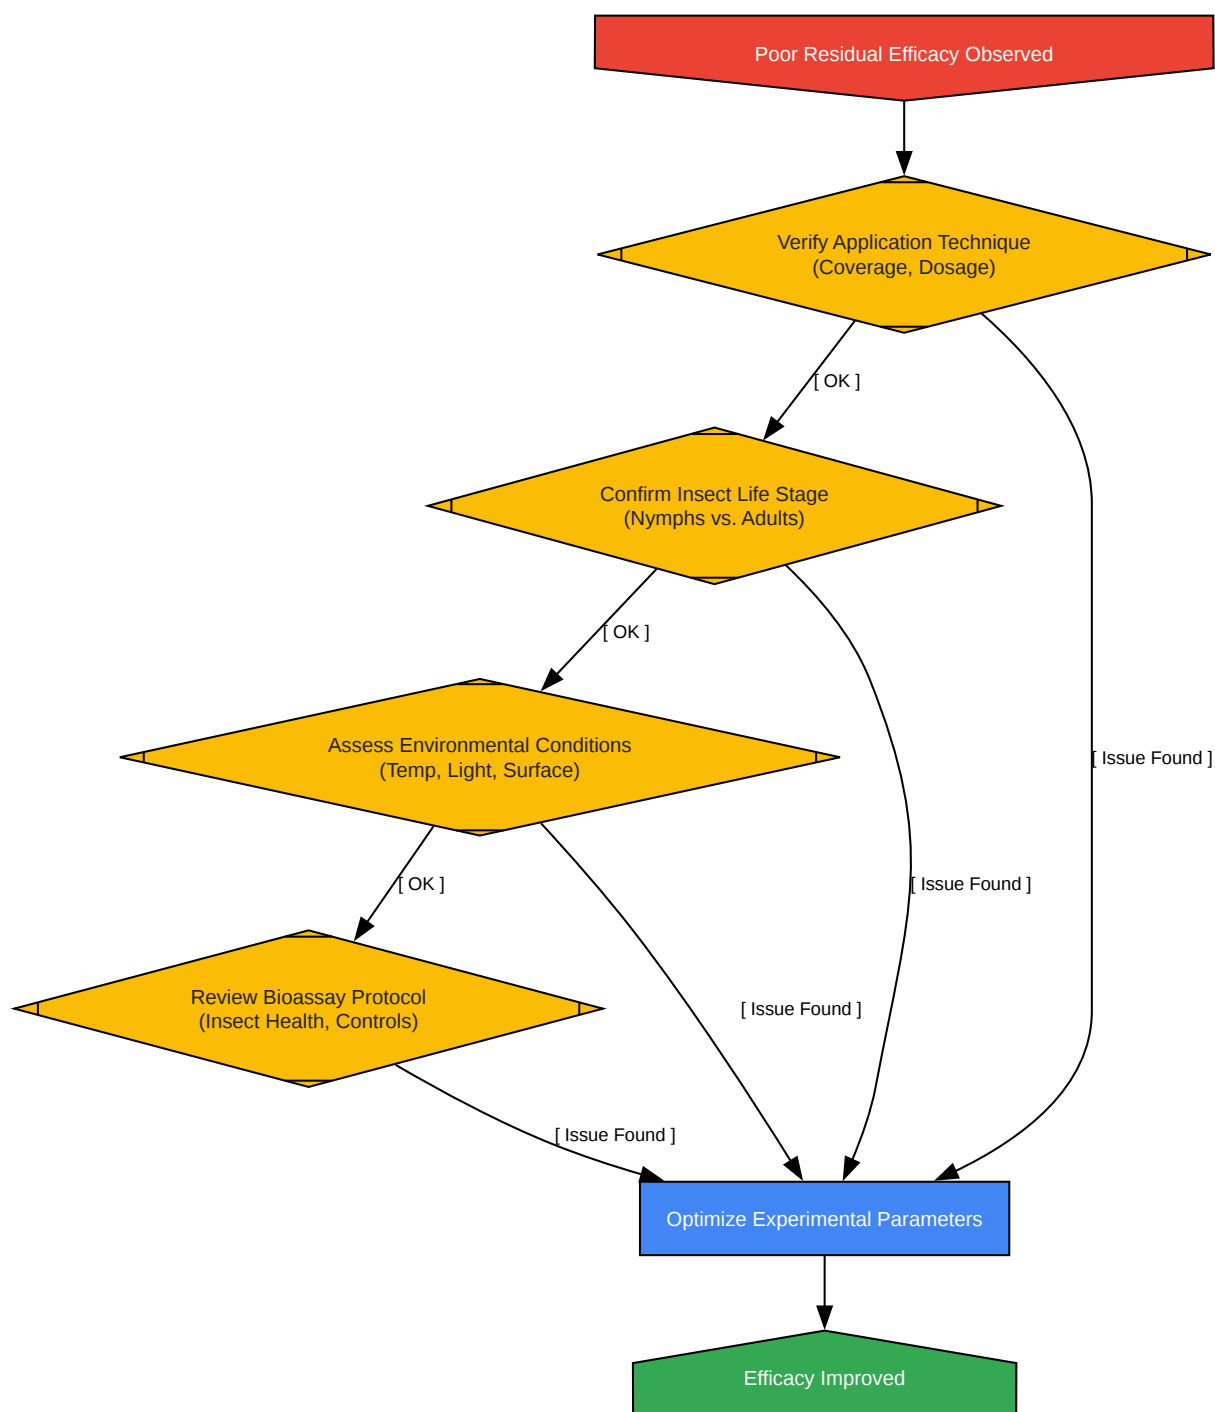 Poor Residual Efficacy Observed
Verify Application Technique
(Coverage, Dosage)
[ OK ]
Confirm Insect Life Stage
(Nymphs vs. Adults)
[ OK ]
Assess Environmental Conditions
(Temp, Light, Surface)
[ Issue Found ]
[ OK ]
[ Issue Found ]
Review Bioassay Protocol
(Insect Health, Controls)
[ Issue Found ]
[ Issue Found ]
Optimize Experimental Parameters
Efficacy Improved